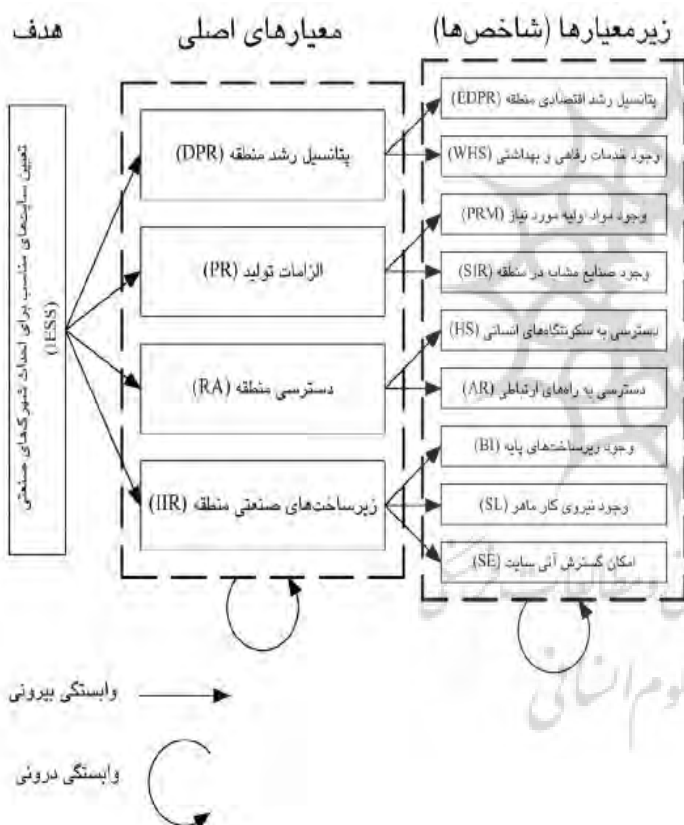 هدف
معیارهای اصلی
زیرمعیارها (شاخص‌ها)
تعیین سایت‌های مناسب برای احداث شهرک‌های صنعتی
(IESS)
پتانسیل رشد منطقه (DPR)
الزامات تولید (PR)
دسترسی منطقه (RA)
زیرساخت‌های صنعتی منطقه (IIR)
پتانسیل رشد اقتصادی منطقه (EDPR)
وجود خدمات رفاهی و بهداشتی (WHS)
وجود مواد اولیه مورد نیاز (PRM)
وجود صنایع مشابه در منطقه (SIR)
دسترسی به سکونتگاه‌های انسانی (HS)
دسترسی به راه‌های ارتباطی (AR)
وجود زیرساخت‌های پایه (BI)
وجود نیروی کار ماهر (SL)
امکان گسترش آتی سایت (SE)
وابستگی بیرونی
وابستگی درونی
و مطالعات فرهنگی
علوم انسانی